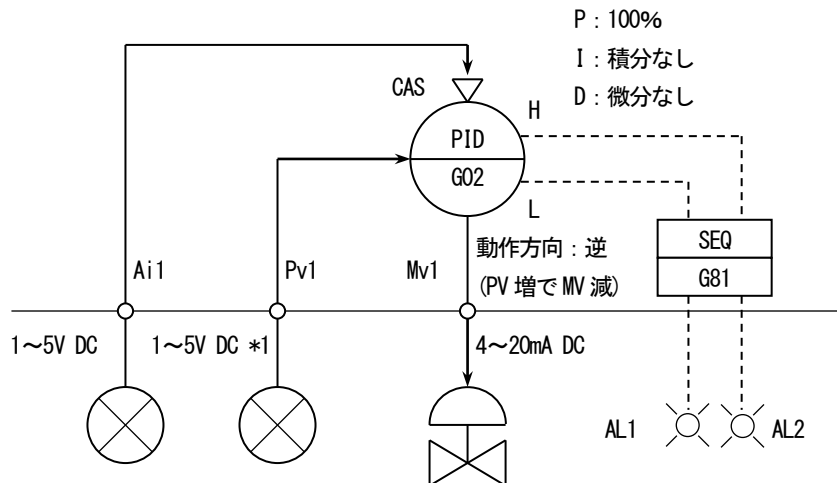 P：100%
I：積分なし
D：微分なし
CAS
H
PID
G02
L
SEQ
G81
動作方向：逆
(PV 増で MV 減)
Ai1
Pv1
Mv1
1～5V DC
1～5V DC *1
4～20mA DC
AL1
AL2